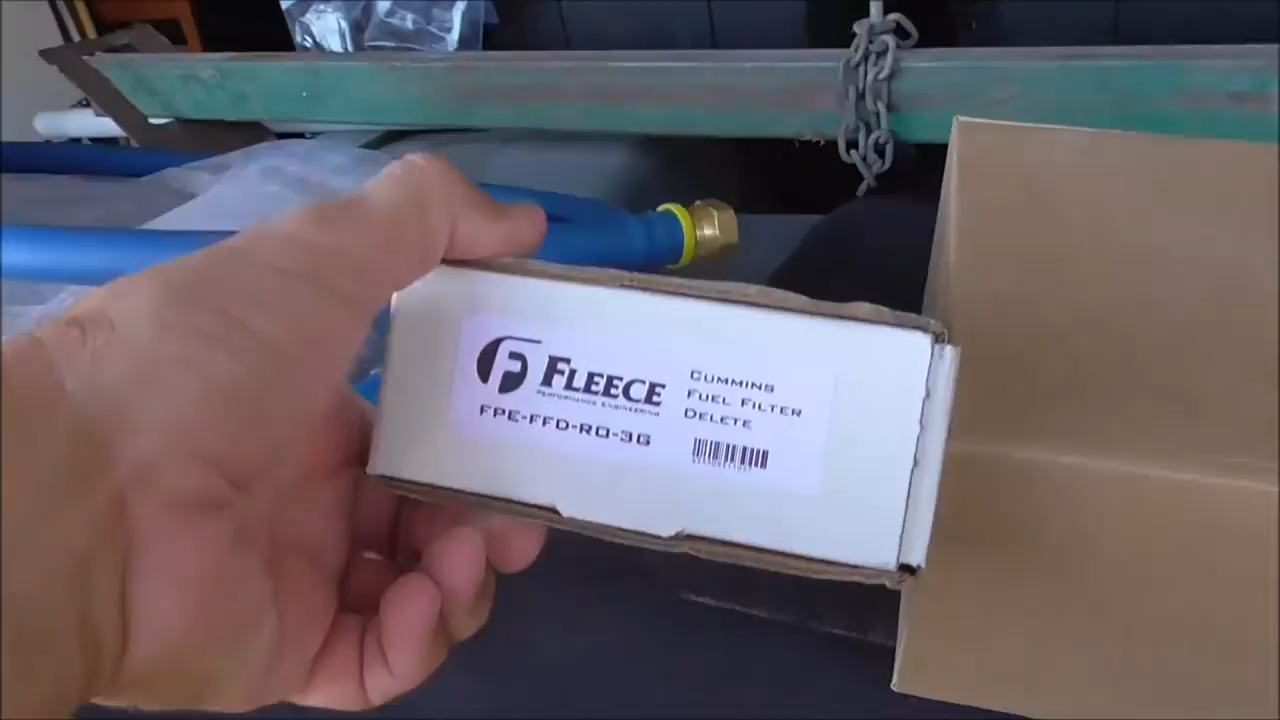 FLEECE
PERFORMANCE ENGINEERING
FPE-FFD-RO-3G
CUMMINS
FUEL FILTER
DELETE